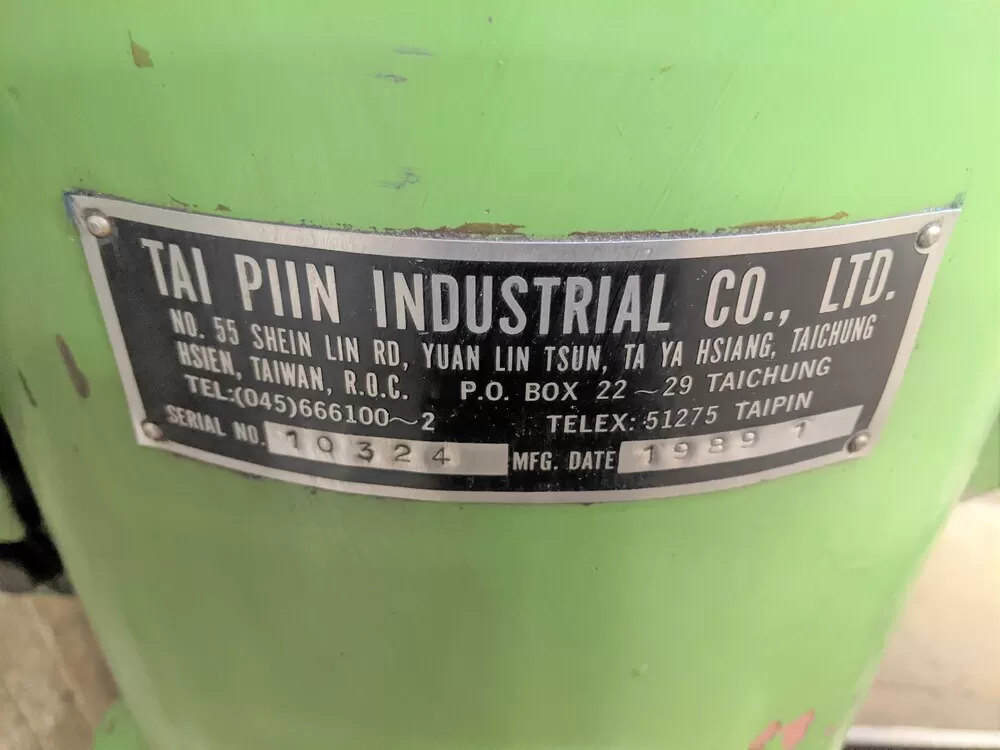 TAI PIIN INDUSTRIAL CO., LTD.
NO. 55 SHEIN LIN RD, YUAN LIN TSUN, TA YA HSIANG, TAICHUNG
HSIEN, TAIWAN, R.O.C. P.O. BOX 22~29 TAICHUNG
TEL:(045)666100~2 TELEX: 51275 TAIPIN
SERIAL NO. 10324 MFG. DATE 1989 1